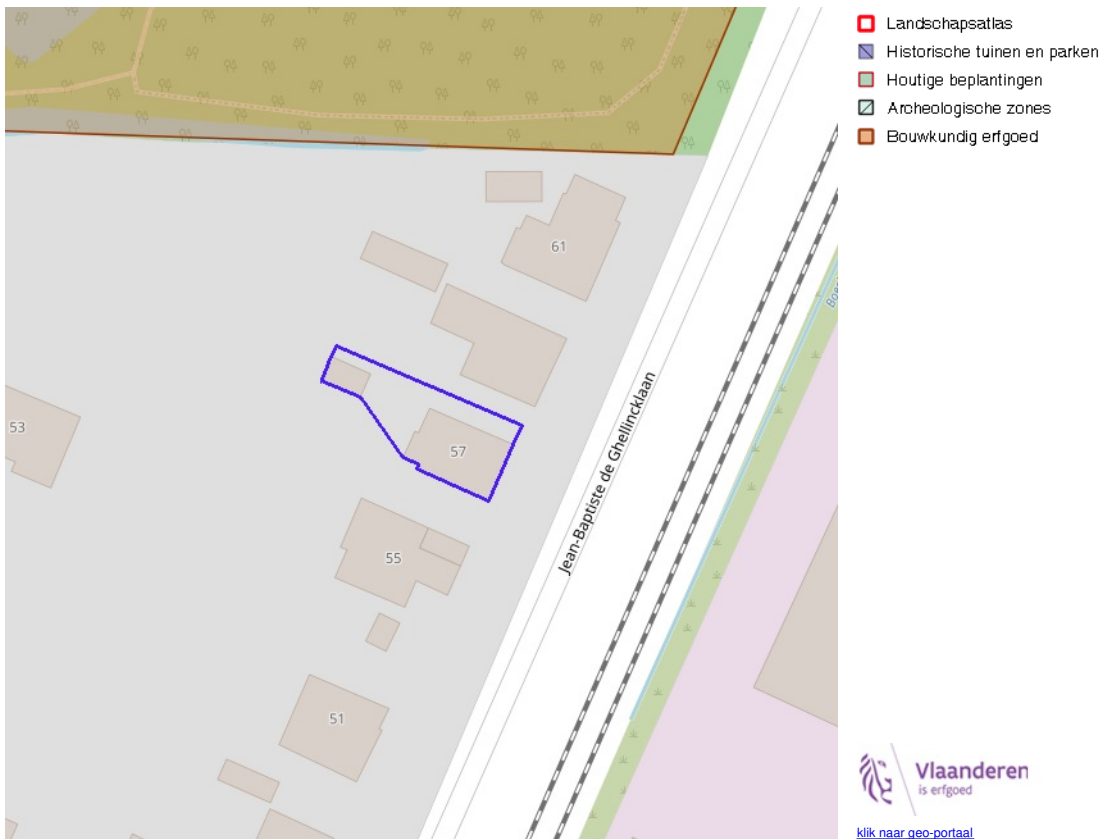 Landschapsatlas
Historische tuinen en parken
Houtige beplantingen
Archeologische zones
Bouwkundig erfgoed
61
53
57
55
51
Jean-Baptiste de Ghellincklaan
Vlaanderen
is erfgoed
klik naar geo-portaal